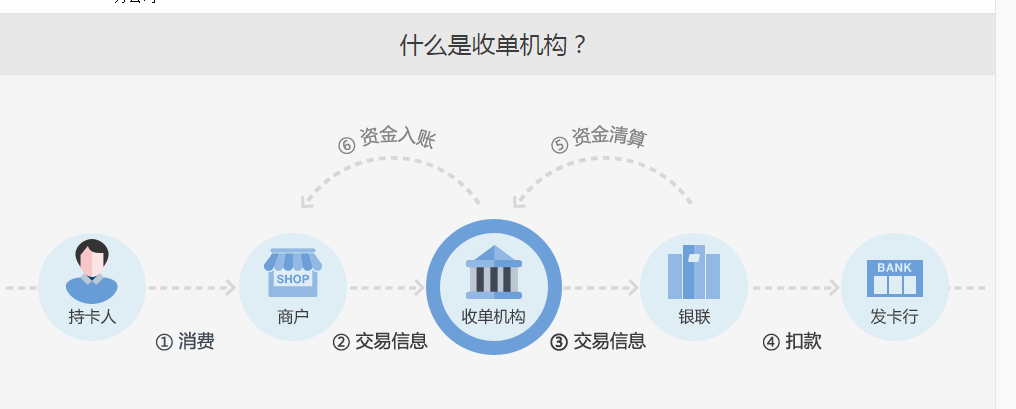 什么是收单机构？
⑥ 资金入账
⑤ 资金清算
SHOP
BANK
持卡人
商户
收单机构
银联
发卡行
① 消费
② 交易信息
③ 交易信息
④ 扣款